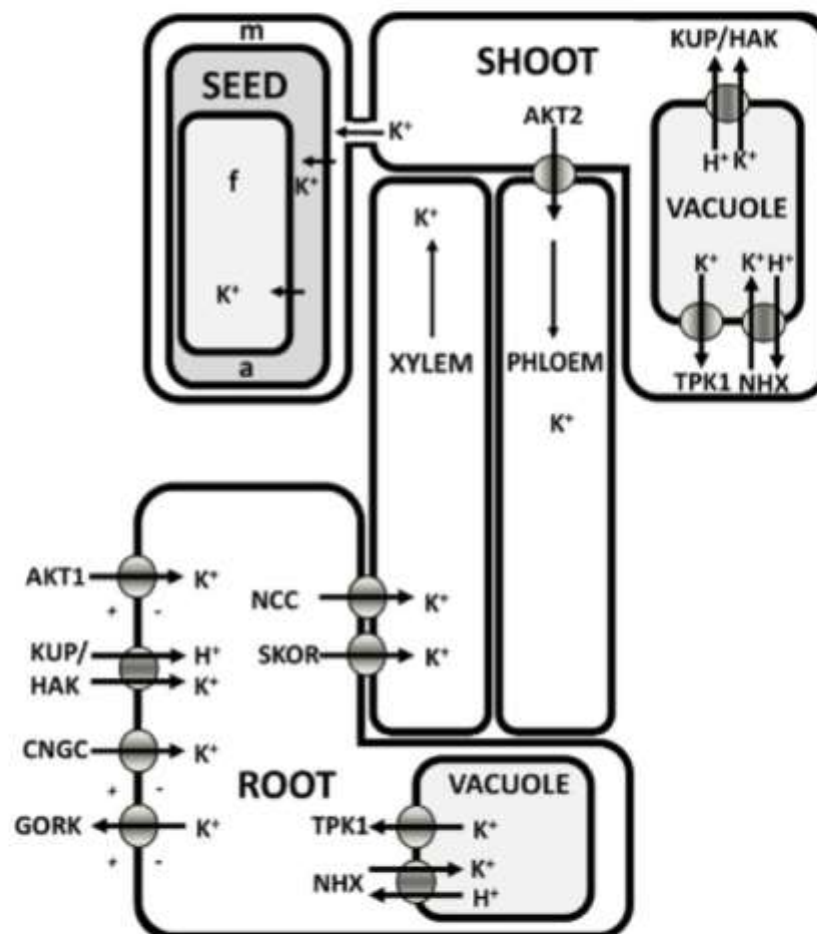 m
SEED
f
K⁺
K⁺
a
K⁺
SHOOT
AKT2
KUP/HAK
H⁺ K⁺
VACUOLE
K⁺ K⁺ H⁺
TPK1 NHX
K⁺
XYLEM
PHLOEM
K⁺
AKT1 K⁺
+ -
KUP/ H⁺
HAK K⁺
CNGC K⁺
+ -
GORK K⁺
+ -
NCC K⁺
SKOR K⁺
ROOT
VACUOLE
TPK1 K⁺
NHX K⁺
H⁺